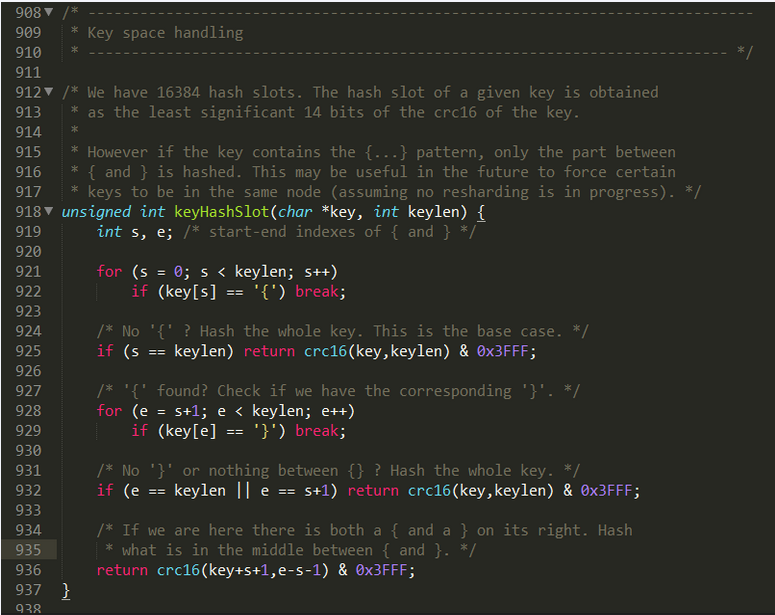 908 /* -----------------------------------------------------------------------------
909  * Key space handling
910  * -------------------------------------------------------------------------- */
911
912 /* We have 16384 hash slots. The hash slot of a given key is obtained
913  * as the least significant 14 bits of the crc16 of the key.
914  *
915  * However if the key contains the {...} pattern, only the part between
916  * { and } is hashed. This may be useful in the future to force certain
917  * keys to be in the same node (assuming no resharding is in progress). */
918 unsigned int keyHashSlot(char *key, int keylen) {
919     int s, e; /* start-end indexes of { and } */
920
921     for (s = 0; s < keylen; s++)
922         if (key[s] == '{') break;
923
924     /* No '{' ? Hash the whole key. This is the base case. */
925     if (s == keylen) return crc16(key,keylen) & 0x3FFF;
926
927     /* '{' found? Check if we have the corresponding '}'. */
928     for (e = s+1; e < keylen; e++)
929         if (key[e] == '}') break;
930
931     /* No '}' or nothing between {} ? Hash the whole key. */
932     if (e == keylen || e == s+1) return crc16(key,keylen) & 0x3FFF;
933
934     /* If we are here there is both a { and a } on its right. Hash
935      * what is in the middle between { and }. */
936     return crc16(key+s+1,e-s-1) & 0x3FFF;
937 }
938